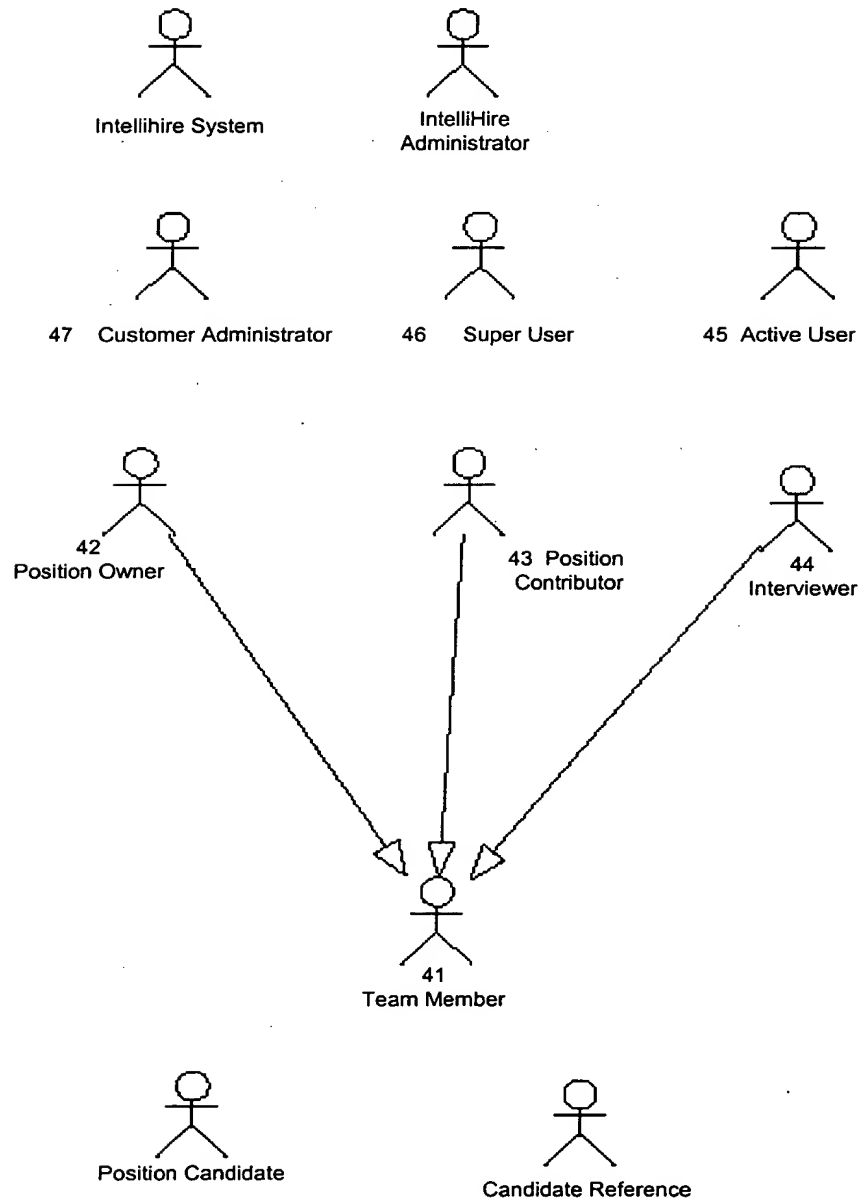 Intellihire System
IntelliHire
Administrator
47 Customer Administrator
46 Super User
45 Active User
42
Position Owner
43 Position
Contributor
44
Interviewer
41
Team Member
Position Candidate
Candidate Reference